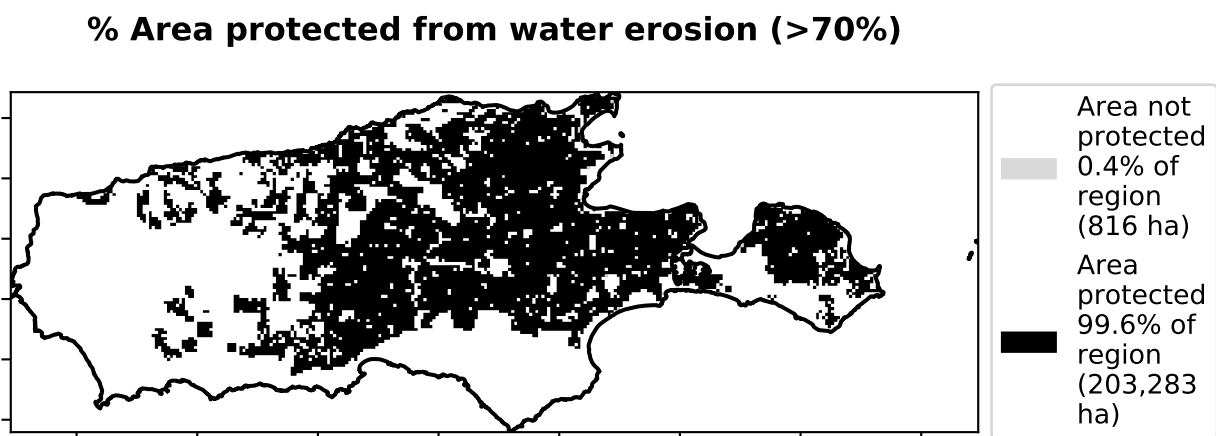 % Area protected from water erosion (>70%)
Area not
protected
0.4% of
region
(816 ha)
Area
protected
99.6% of
region
(203,283
ha)